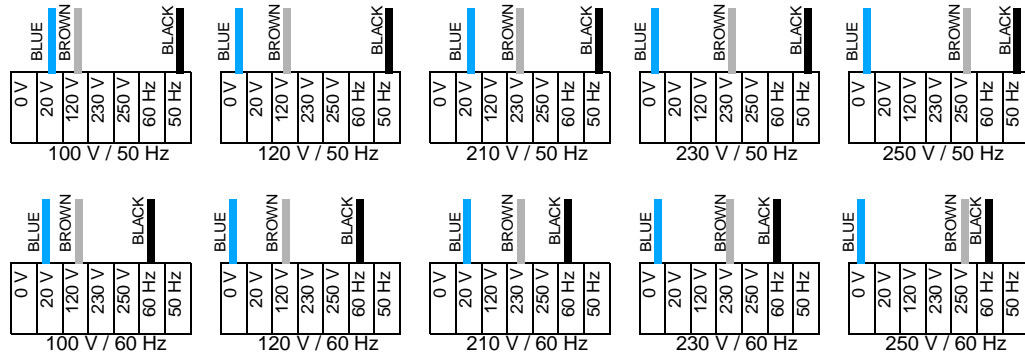 BLUE BROWN BLACK BLUE BROWN BLACK BLUE BROWN BLACK BLUE BROWN BLACK BLUE BROWN BLACK
0 V 20 V 120 V 230 V 250 V 60 Hz 50 Hz 0 V 20 V 120 V 230 V 250 V 60 Hz 50 Hz 0 V 20 V 120 V 230 V 250 V 60 Hz 50 Hz 0 V 20 V 120 V 230 V 250 V 60 Hz 50 Hz 0 V 20 V 120 V 230 V 250 V 60 Hz 50 Hz
100 V / 50 Hz 120 V / 50 Hz 210 V / 50 Hz 230 V / 50 Hz 250 V / 50 Hz
BLUE BROWN BLACK BLUE BROWN BLACK BLUE BROWN BLACK BLUE BROWN BLACK BLUE BROWN BLACK
0 V 20 V 120 V 230 V 250 V 60 Hz 50 Hz 0 V 20 V 120 V 230 V 250 V 60 Hz 50 Hz 0 V 20 V 120 V 230 V 250 V 60 Hz 50 Hz 0 V 20 V 120 V 230 V 250 V 60 Hz 50 Hz 0 V 20 V 120 V 230 V 250 V 60 Hz 50 Hz
100 V / 60 Hz 120 V / 60 Hz 210 V / 60 Hz 230 V / 60 Hz 250 V / 60 Hz